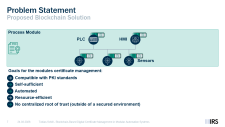 Problem Statement
Proposed Blockchain Solution
Process Module
PLC
HMI
Sensors
Goals for the modules certificate management:
Compatible with PKI standards
Self-sufficient
Automated
Resource-efficient
No centralized root of trust (outside of a secured environment)
IRS